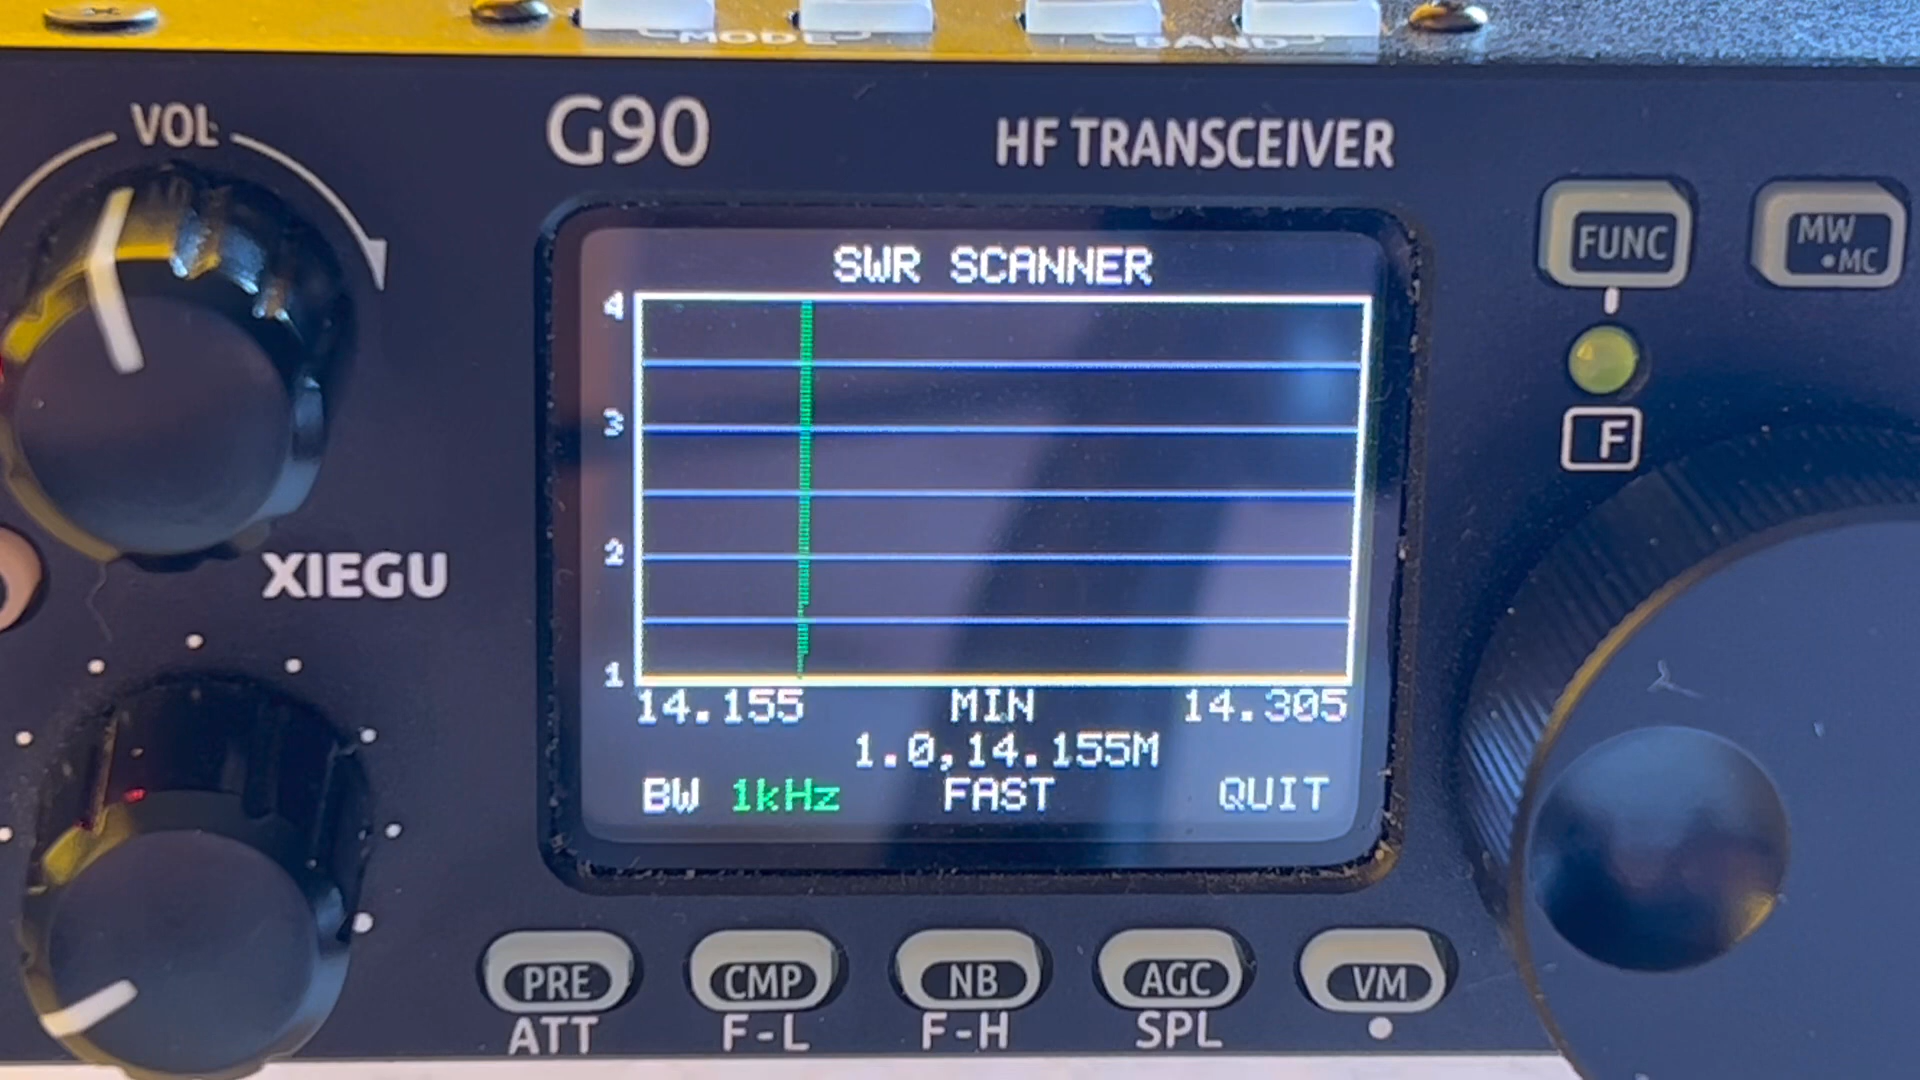 MODE
BAND
VOL
G90
HF TRANSCEIVER
FUNC
MW
•MC
SWR SCANNER
4
3
2
1
14.155 MIN 14.305
1.0,14.155M
BW 1kHz FAST QUIT
F
XIEGU
PRE CMP NB AGC VM
ATT F-L F-H SPL